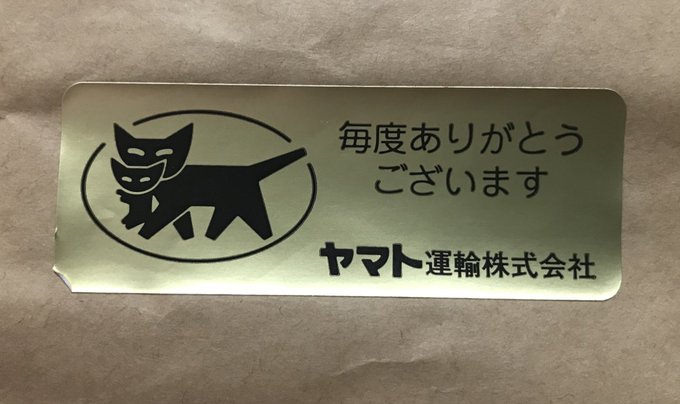 毎度ありがとう
ございます
ヤマト運輸株式会社